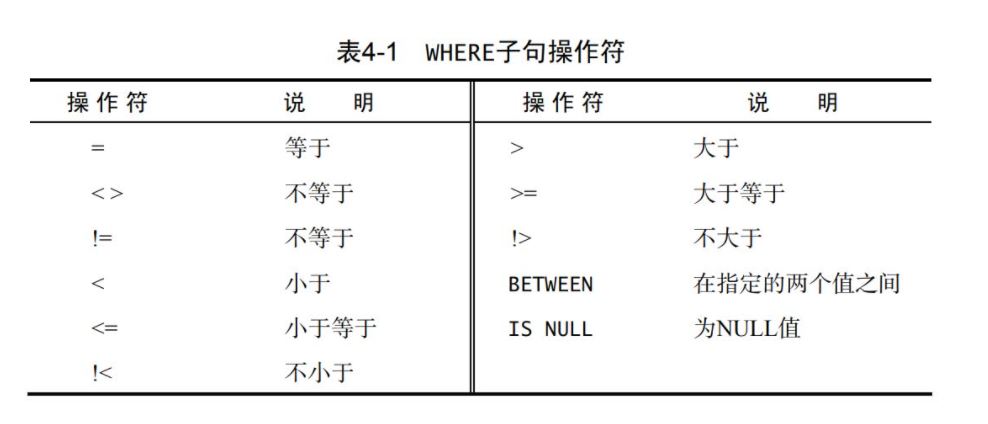 表4-1 WHERE子句操作符
操作符 说 明 操作符 说 明
= 等于 > 大于
<> 不等于 >= 大于等于
!= 不等于 !> 不大于
< 小于 BETWEEN 在指定的两个值之间
<= 小于等于 IS NULL 为NULL值
!< 不小于